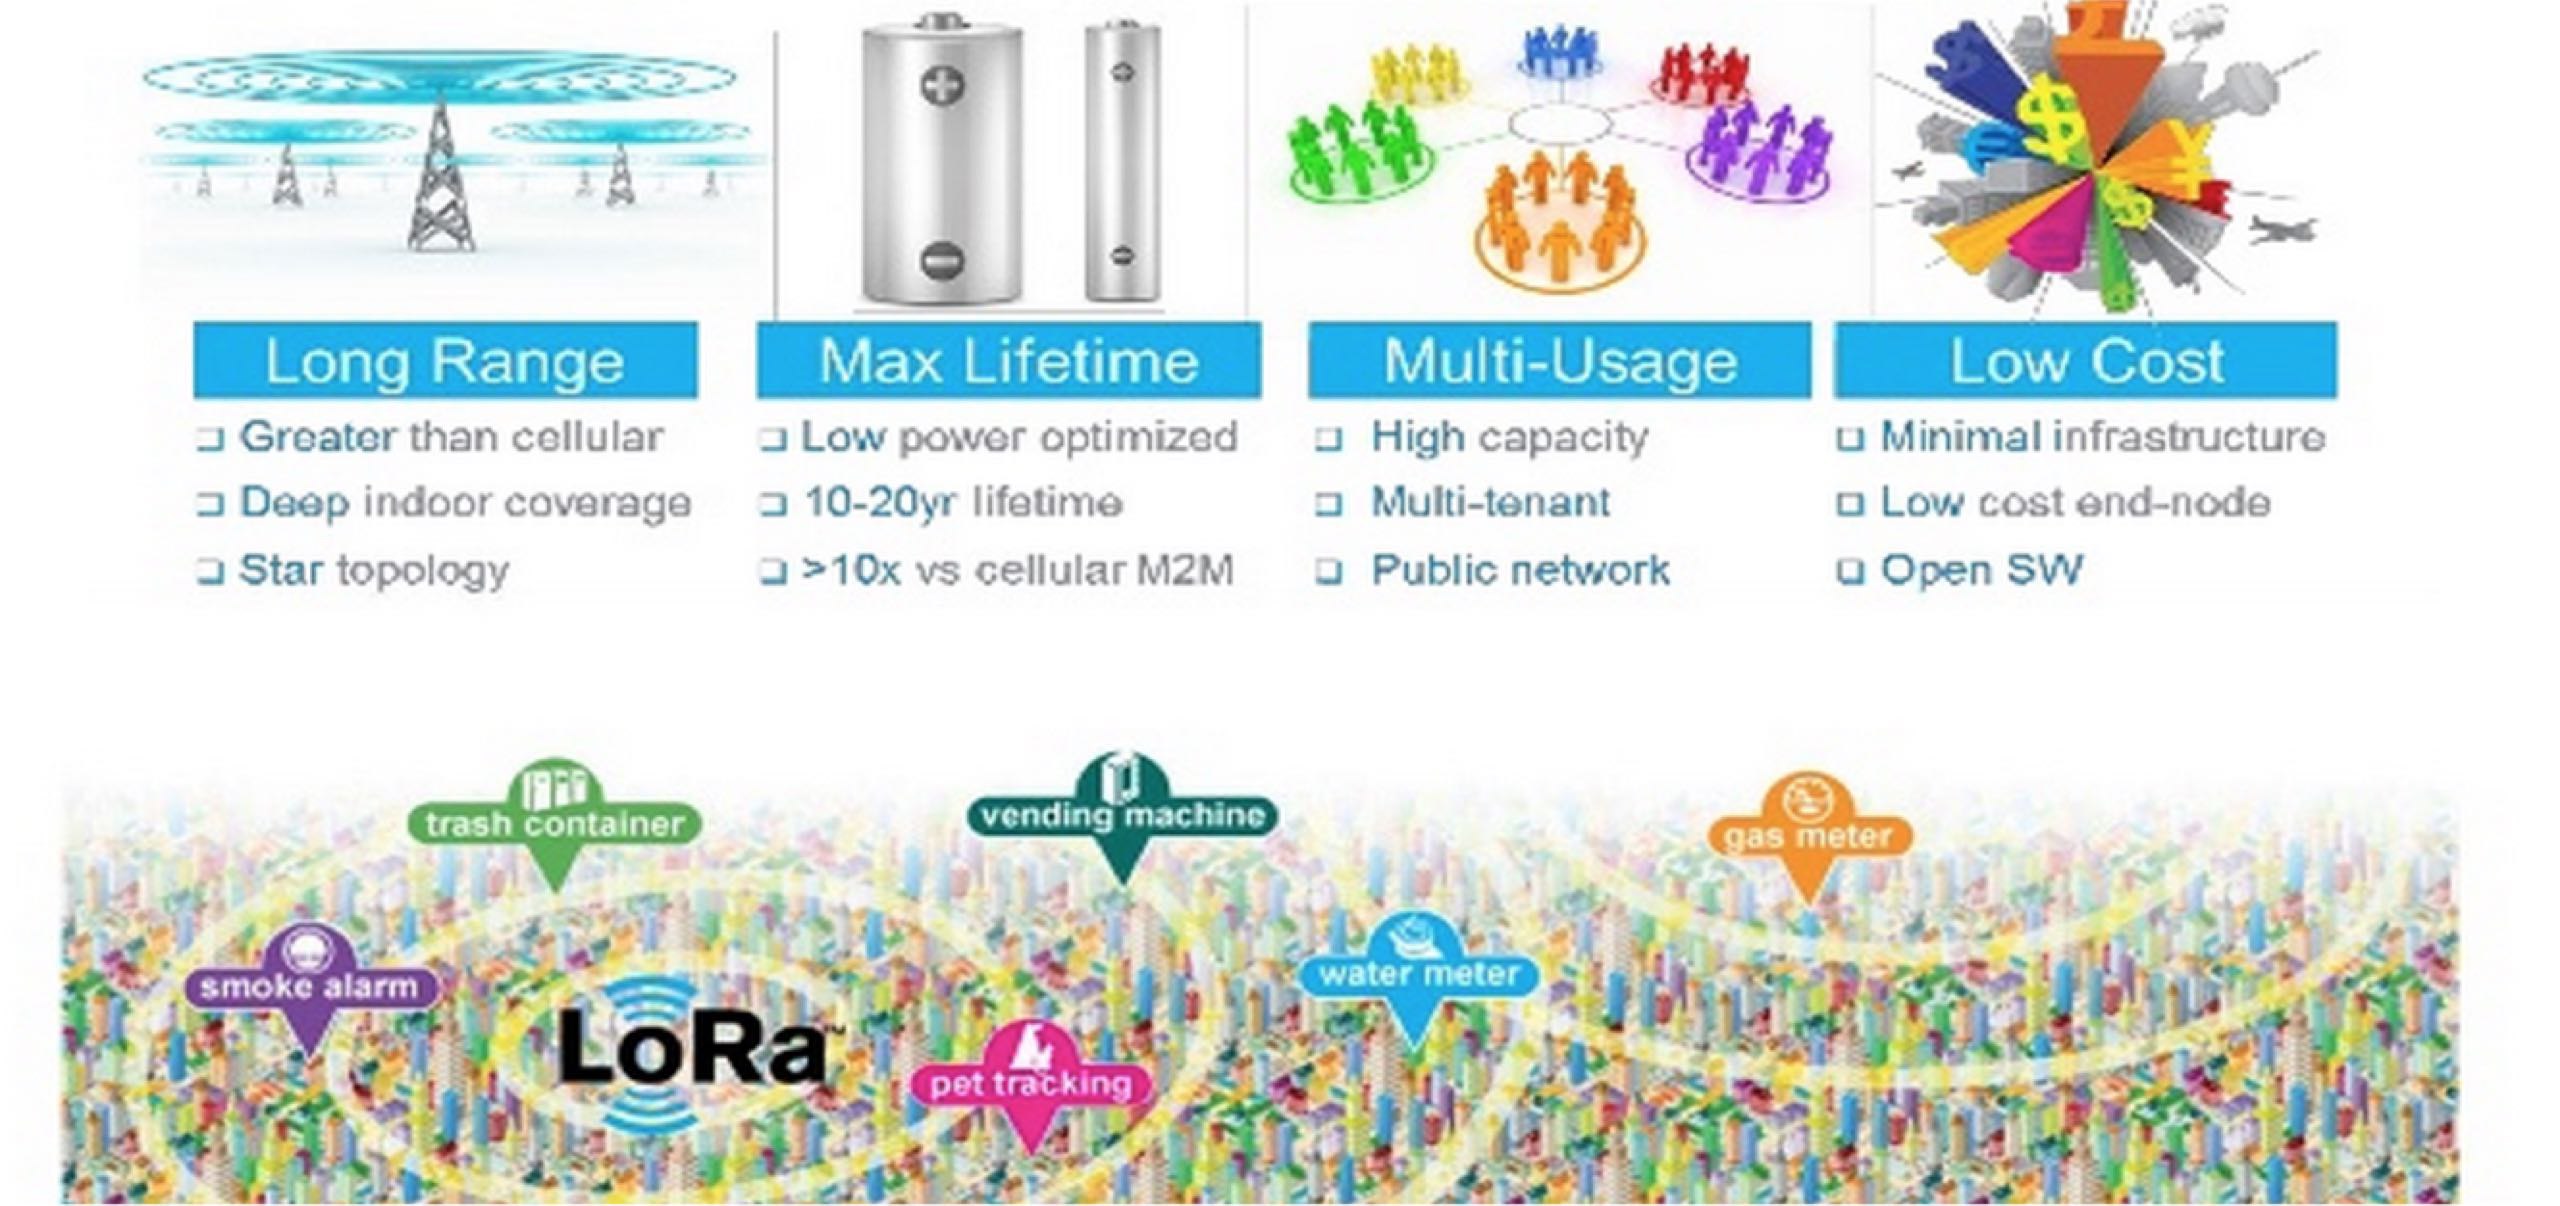 Long Range
Greater than cellular
Deep indoor coverage
Star topology
Max Lifetime
Low power optimized
10-20yr lifetime
>10x vs cellular M2M
Multi-Usage
High capacity
Multi-tenant
Public network
Low Cost
Minimal infrastructure
Low cost end-node
Open SW
trash container
vending machine
gas meter
smoke alarm
water meter
LoRa™
pet tracking